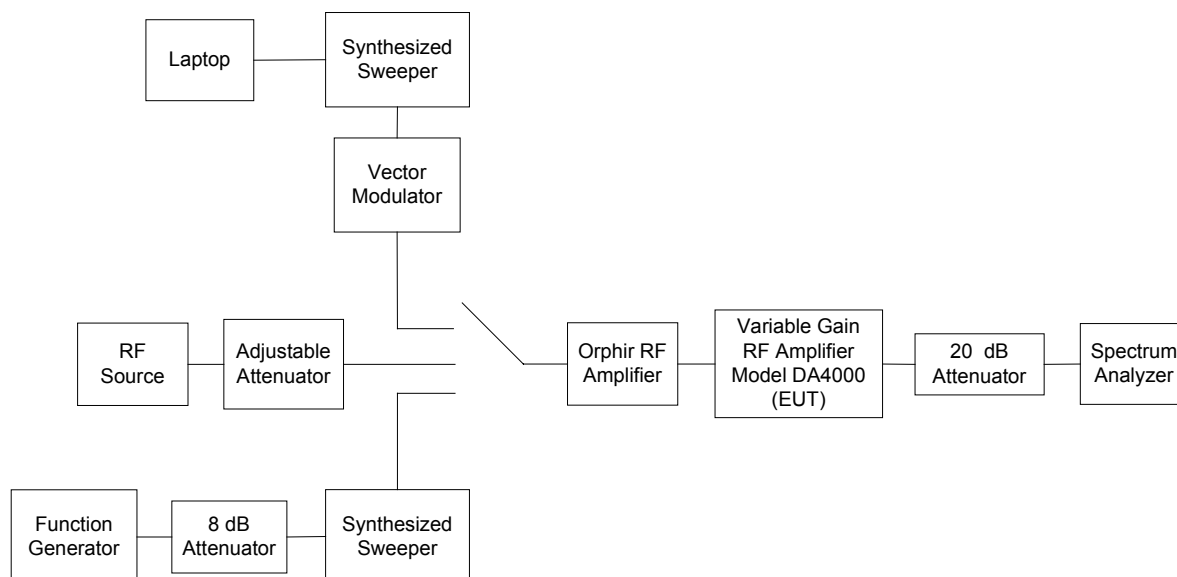 Laptop
Synthesized
Sweeper
Vector
Modulator
RF
Source
Adjustable
Attenuator
Orphir RF
Amplifier
Variable Gain
RF Amplifier
Model DA4000
(EUT)
20 dB
Attenuator
Spectrum
Analyzer
Function
Generator
8 dB
Attenuator
Synthesized
Sweeper